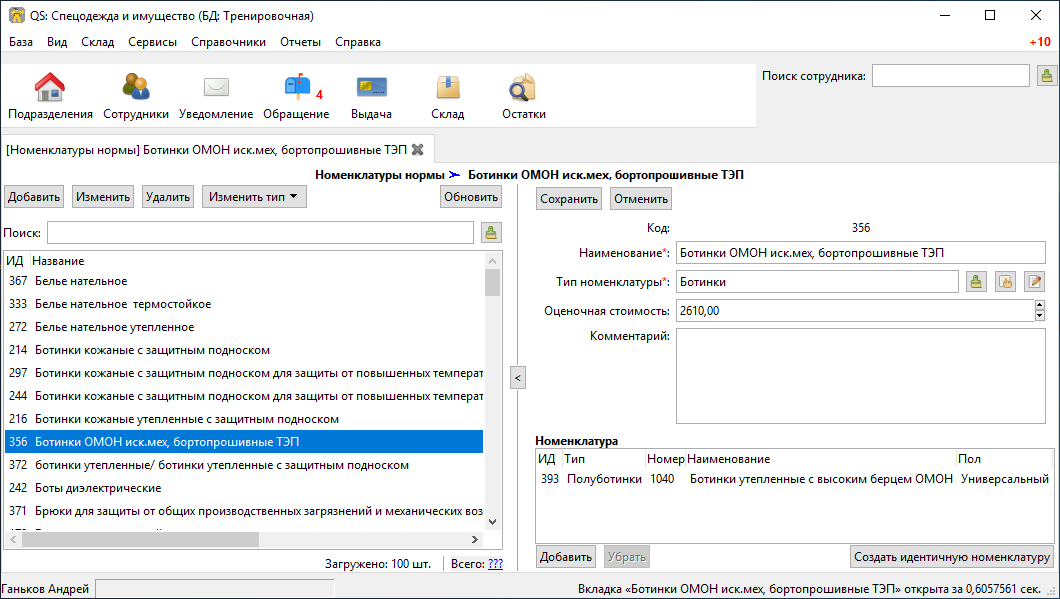 QS: Спецодежда и имущество (БД: Тренировочная)
База Вид Склад Сервисы Справочники Отчеты Справка +10
Поиск сотрудника:
4
Подразделения Сотрудники Уведомление Обращение Выдача Склад Остатки
[Номенклатуры нормы] Ботинки ОМОН иск.мех, бортопрошивные ТЭП
Номенклатуры нормы Ботинки ОМОН иск.мех, бортопрошивные ТЭП
Добавить Изменить Удалить Изменить тип Обновить
Поиск:
ИД Название
367 Белье нательное
333 Белье нательное термостойкое
272 Белье нательное утепленное
214 Ботинки кожаные с защитным подноском
297 Ботинки кожаные с защитным подноском для защиты от повышенных температ
244 Ботинки кожаные с защитным подноском для защиты от повышенных температ
216 Ботинки кожаные утепленные с защитным подноском
356 Ботинки ОМОН иск.мех, бортопрошивные ТЭП
372 ботинки утепленные/ ботинки утепленные с защитным подноском
242 Боты диэлектрические
371 Брюки для защиты от общих производственных загрязнений и механических воз
Загружено: 100 шт. Всего: ???
<
Сохранить Отменить
Код: 356
Наименование*: Ботинки ОМОН иск.мех, бортопрошивные ТЭП
Тип номенклатуры*: Ботинки
Оценочная стоимость: 2610,00
Комментарий:
Номенклатура
ИД Тип Номер Наименование Пол
393 Полуботинки 1040 Ботинки утепленные с высоким берцем ОМОН Универсальный
Добавить Убрать Создать идентичную номенклатуру
Ганьков Андрей Вкладка «Ботинки ОМОН иск.мех, бортопрошивные ТЭП» открыта за 0,6057561 сек.